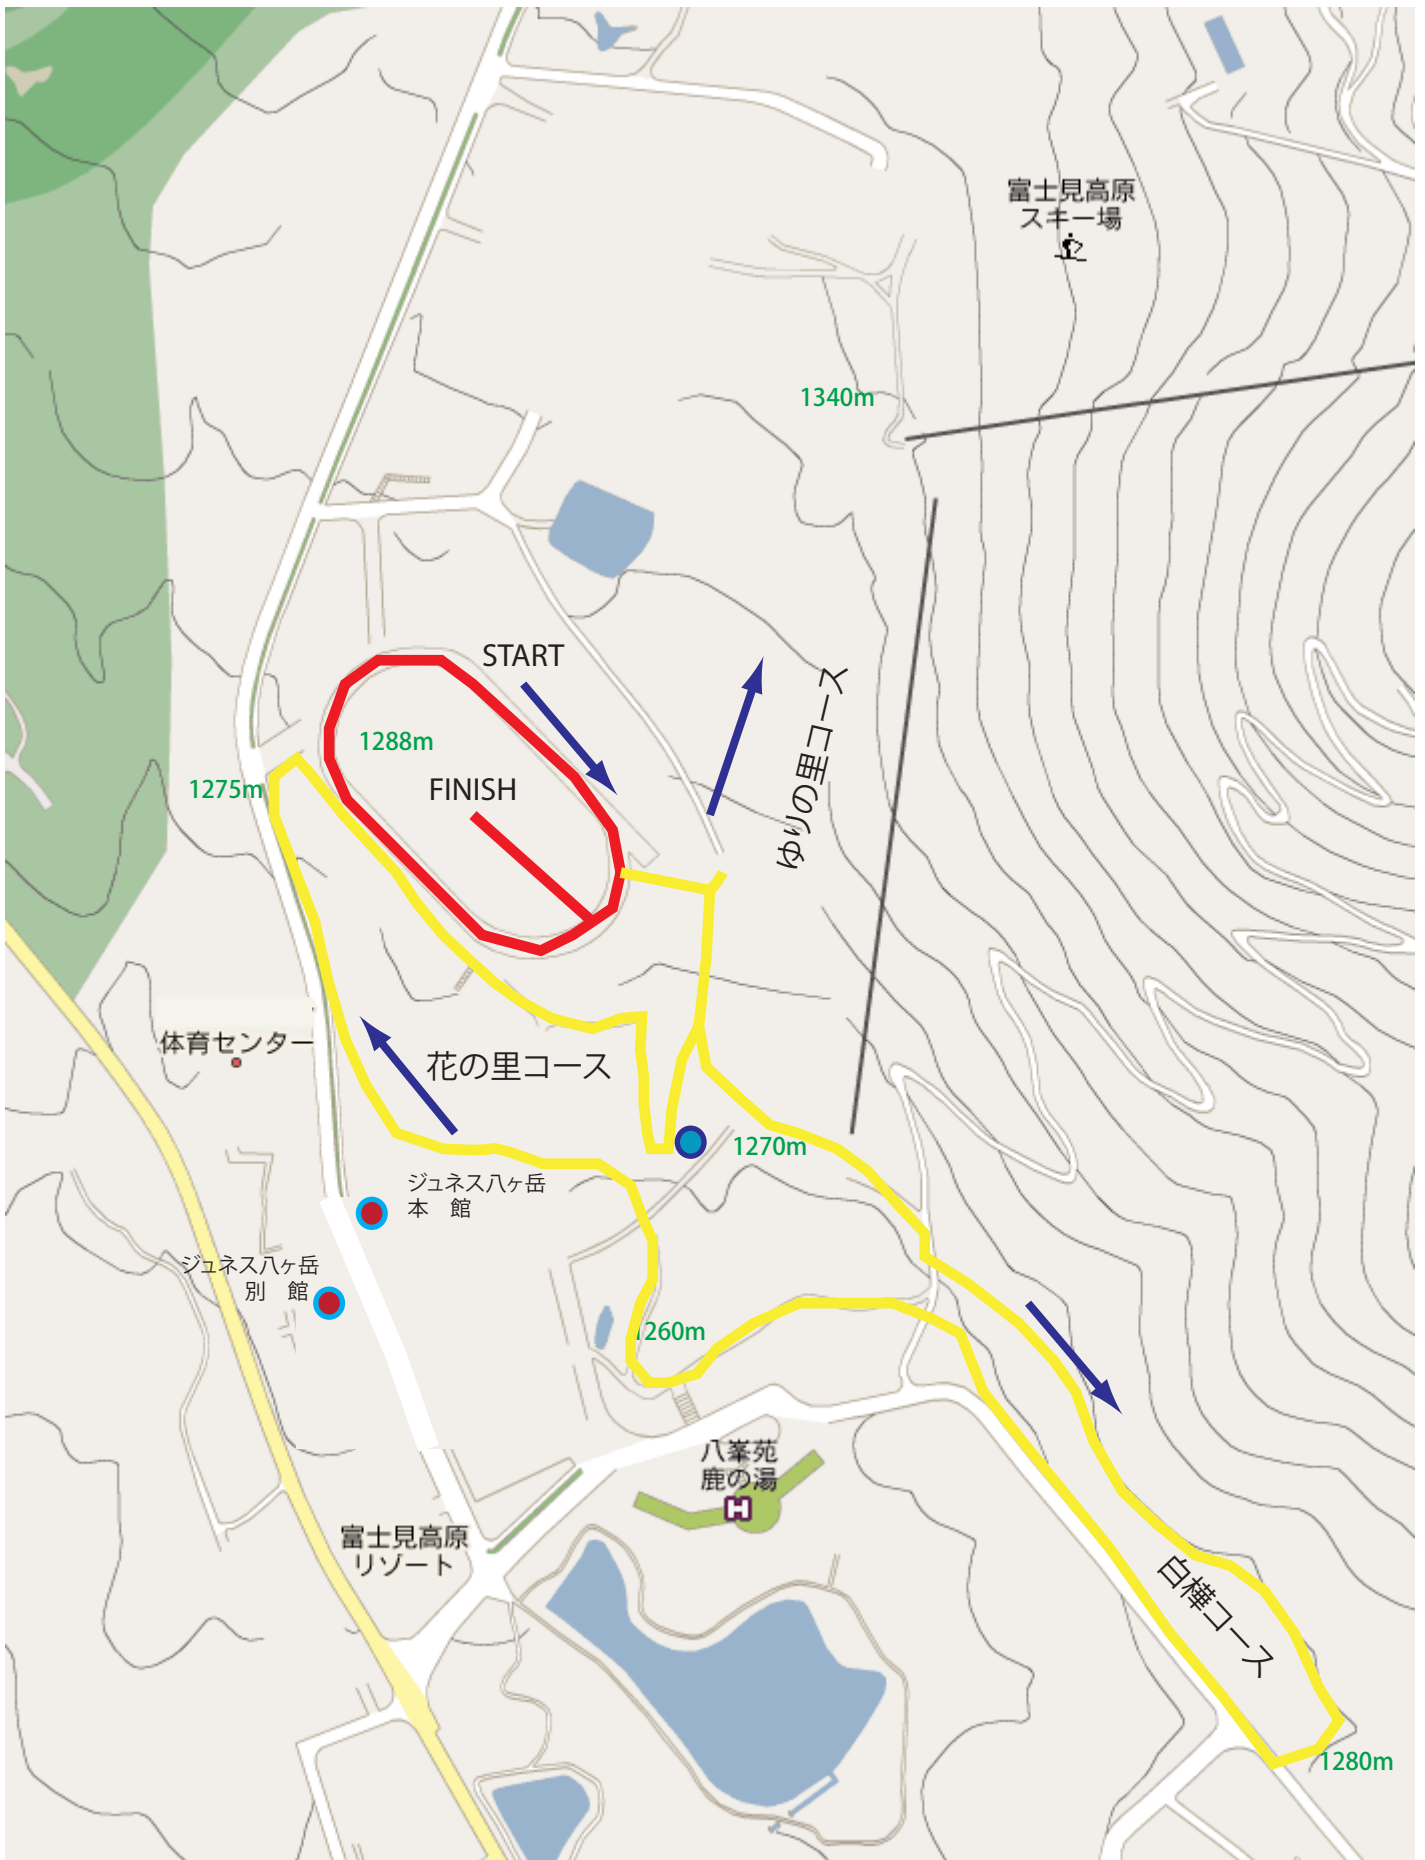 富士見高原
スキー場
1340m
START
ゆりの里コース
1288m
1275m
FINISH
体育センター
花の里コース
1270m
ジュネス八ヶ岳
本　館
ジュネス八ヶ岳
別　館
1260m
八峯苑
鹿の湯
H
富士見高原
リゾート
白樺コース
1280m